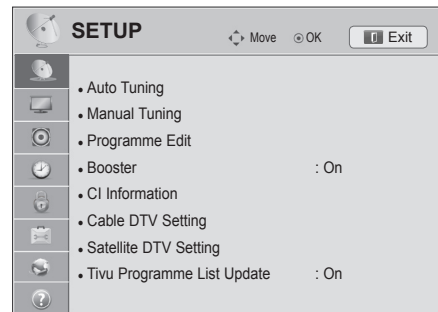 SETUP
Move OK Exit
• Auto Tuning
• Manual Tuning
• Programme Edit
• Booster : On
• CI Information
• Cable DTV Setting
• Satellite DTV Setting
• Tivu Programme List Update : On
?